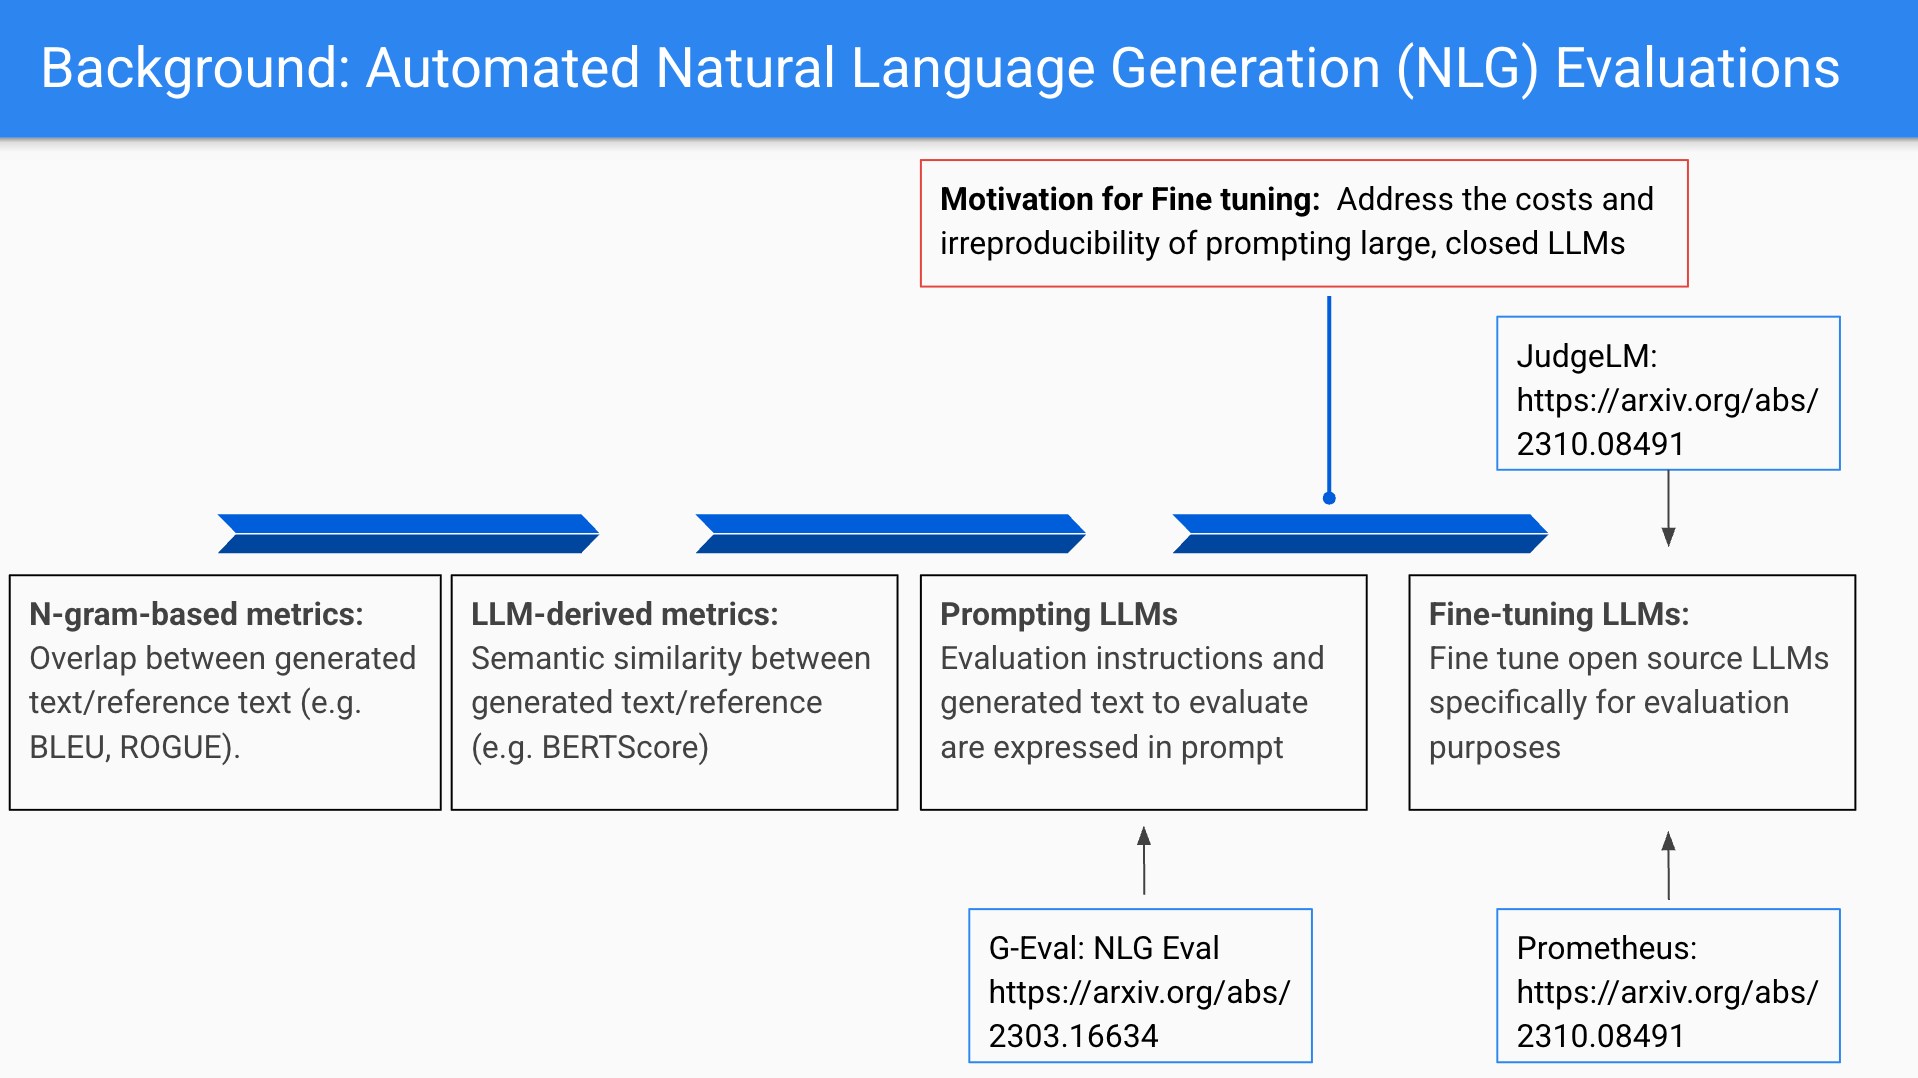 Background: Automated Natural Language Generation (NLG) Evaluations
Motivation for Fine tuning: Address the costs and
irreproducibility of prompting large, closed LLMs
JudgeLM:
https://arxiv.org/abs/
2310.08491
N-gram-based metrics:
Overlap between generated
text/reference text (e.g.
BLEU, ROGUE).
LLM-derived metrics:
Semantic similarity between
generated text/reference
(e.g. BERTScore)
Prompting LLMs
Evaluation instructions and
generated text to evaluate
are expressed in prompt
Fine-tuning LLMs:
Fine tune open source LLMs
specifically for evaluation
purposes
G-Eval: NLG Eval
https://arxiv.org/abs/
2303.16634
Prometheus:
https://arxiv.org/abs/
2310.08491